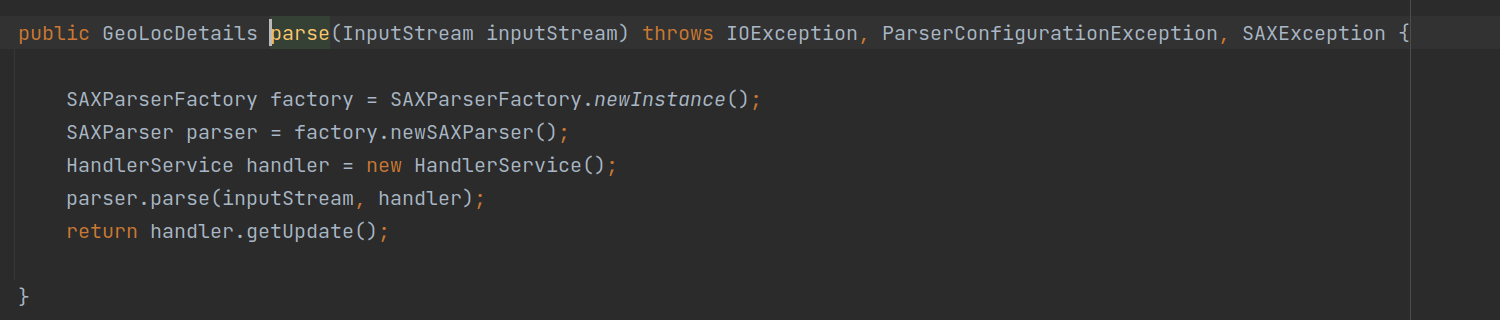 public GeoLocDetails parse(InputStream inputStream) throws IOException, ParserConfigurationException, SAXException {
SAXParserFactory factory = SAXParserFactory.newInstance();
SAXParser parser = factory.newSAXParser();
HandlerService handler = new HandlerService();
parser.parse(inputStream, handler);
return handler.getUpdate();
}